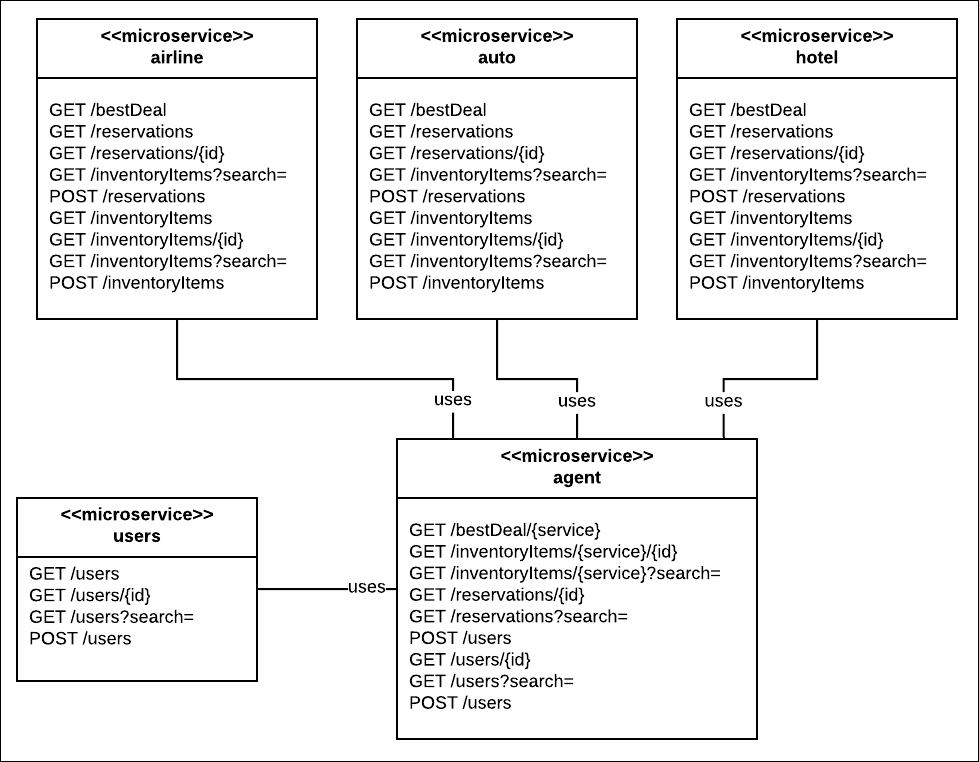 <<microservice>>
airline
GET /bestDeal
GET /reservations
GET /reservations/{id}
GET /inventoryItems?search=
POST /reservations
GET /inventoryItems
GET /inventoryItems/{id}
GET /inventoryItems?search=
POST /inventoryItems
<<microservice>>
auto
GET /bestDeal
GET /reservations
GET /reservations/{id}
GET /inventoryItems?search=
POST /reservations
GET /inventoryItems
GET /inventoryItems/{id}
GET /inventoryItems?search=
POST /inventoryItems
<<microservice>>
hotel
GET /bestDeal
GET /reservations
GET /reservations/{id}
GET /inventoryItems?search=
POST /reservations
GET /inventoryItems
GET /inventoryItems/{id}
GET /inventoryItems?search=
POST /inventoryItems
uses
uses
uses
<<microservice>>
users
GET /users
GET /users/{id}
GET /users?search=
POST /users
uses
<<microservice>>
agent
GET /bestDeal/{service}
GET /inventoryItems/{service}/{id}
GET /inventoryItems/{service}?search=
GET /reservations/{id}
GET /reservations?search=
POST /users
GET /users/{id}
GET /users?search=
POST /users